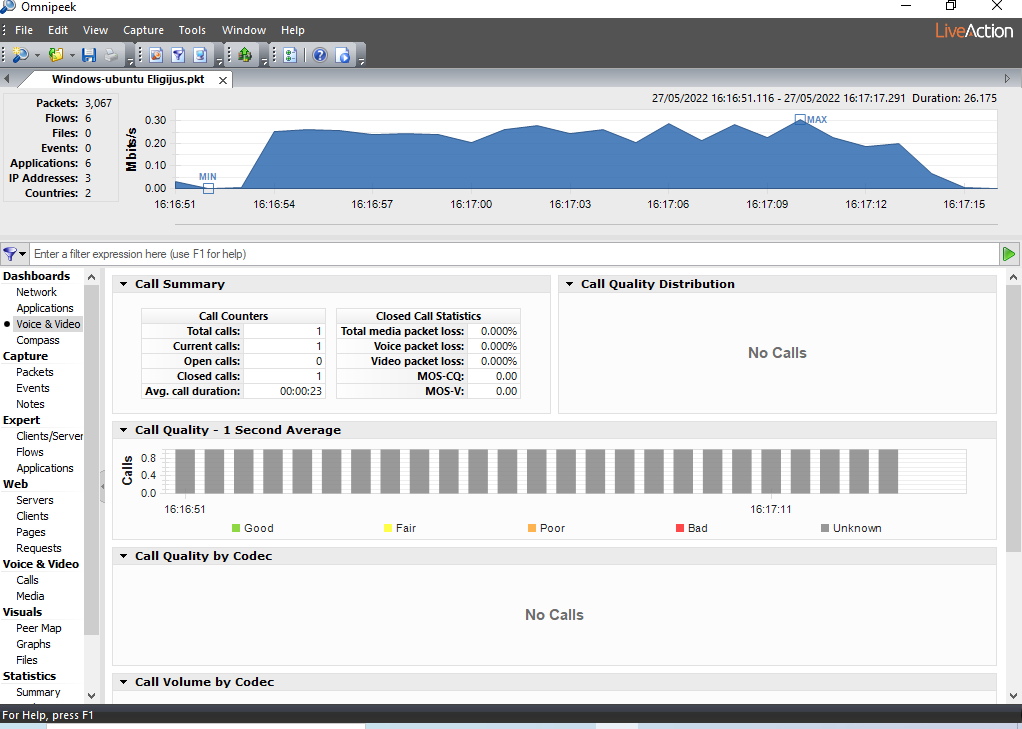 Omnipeek
File Edit View Capture Tools Window Help
LiveAction
Windows-ubuntu Eligijus.pkt
Packets: 3,067
Flows: 6
Files: 0
Events: 0
Applications: 6
IP Addresses: 3
Countries: 2
27/05/2022 16:16:51.116 - 27/05/2022 16:17:17.291 Duration: 26.175
Mbits/s
0.30
0.20
0.10
0.00
MIN
MAX
16:16:51 16:16:54 16:16:57 16:17:00 16:17:03 16:17:06 16:17:09 16:17:12 16:17:15
Enter a filter expression here (use F1 for help)
Dashboards
Network
Applications
Voice & Video
Compass
Capture
Packets
Events
Notes
Expert
Clients/Server
Flows
Applications
Web
Servers
Clients
Pages
Requests
Voice & Video
Calls
Media
Visuals
Peer Map
Graphs
Files
Statistics
Summary
Call Summary
Call Counters
Total calls: 1
Current calls: 1
Open calls: 0
Closed calls: 1
Avg. call duration: 00:00:23
Closed Call Statistics
Total media packet loss: 0.000%
Voice packet loss: 0.000%
Video packet loss: 0.000%
MOS-CQ: 0.00
MOS-V: 0.00
Call Quality Distribution
No Calls
Call Quality - 1 Second Average
Calls
0.8
0.4
0.0
16:16:51 16:17:11
Good Fair Poor Bad Unknown
Call Quality by Codec
No Calls
Call Volume by Codec
For Help, press F1